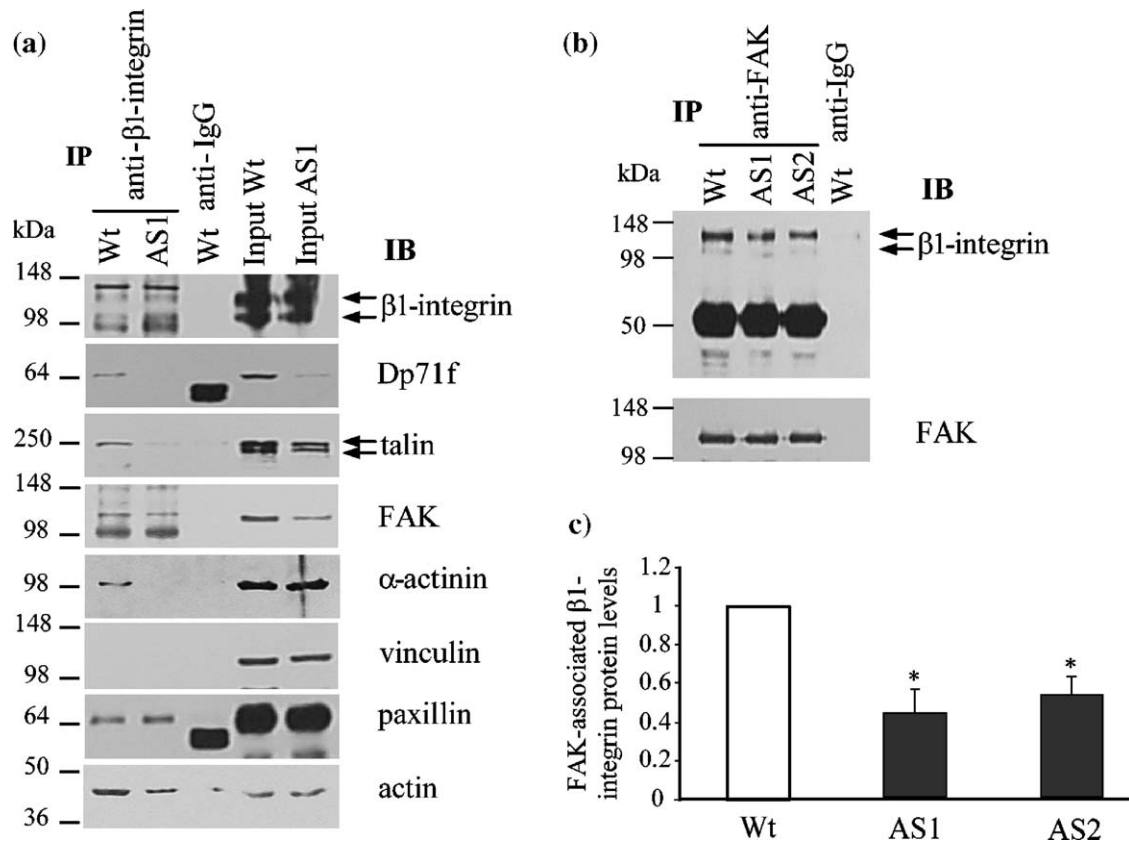 (a)
IP
anti-β1-integrin
Wt
AS1
Wt anti-IgG
Input Wt
Input AS1
kDa
IB
148
98
β1-integrin
64
Dp71f
250
talin
148
98
FAK
98
α-actinin
148
98
vinculin
64
paxillin
50
36
actin
(b)
IP
anti-FAK
anti-IgG
Wt
AS1
AS2
Wt
kDa
IB
148
98
β1-integrin
50
148
98
FAK
c)
FAK-associated β1-
integrin protein levels
1.2
1
0.8
0.6
0.4
0.2
0
*
*
Wt
AS1
AS2